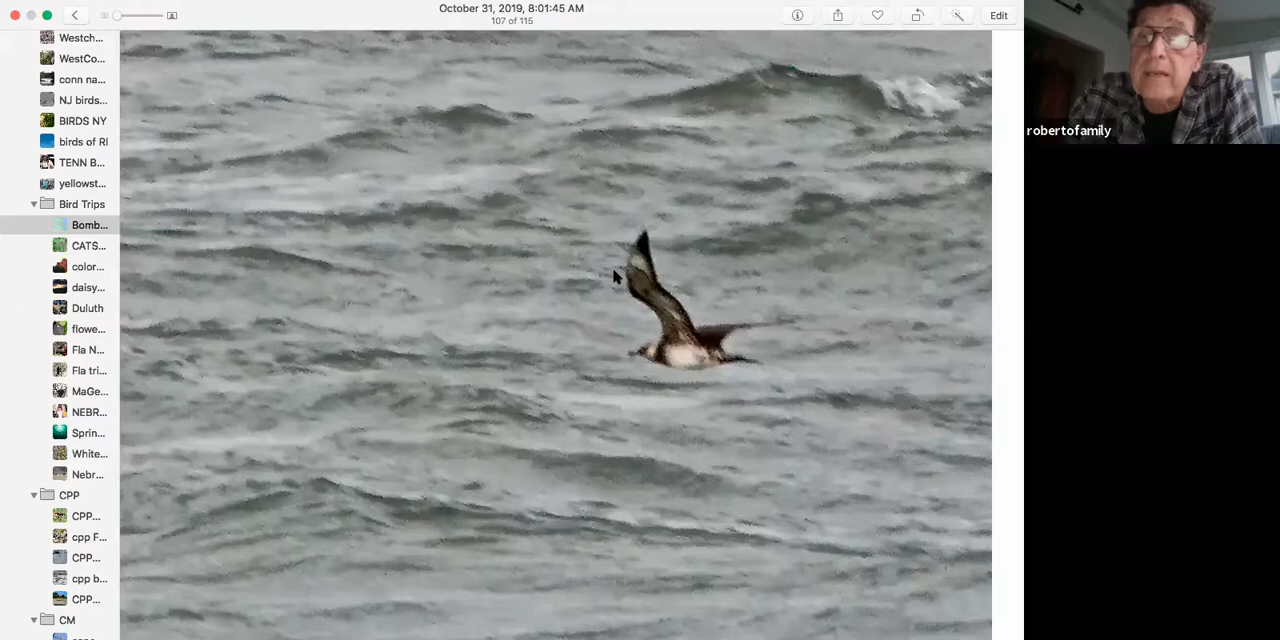 October 31, 2019, 8:01:45 AM
107 of 115
Edit
Westch...
WestCo...
conn na...
NJ birds...
BIRDS NY
birds of RI
TENN B...
yellowst...
Bird Trips
Bomb...
CATS...
color...
daisy...
Duluth
flowe...
Fla N...
Fla tri...
MaGe...
NEBR...
Sprin...
White...
Nebr...
CPP
CPP...
cpp F...
CPP...
cpp b...
CPP...
CM
robertofamily